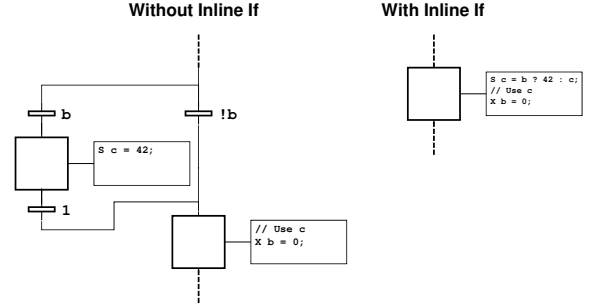 Without Inline If
With Inline If
b
!b
S c = 42;
1
// Use c
X b = 0;
S c = b ? 42 : c;
// Use c
X b = 0;